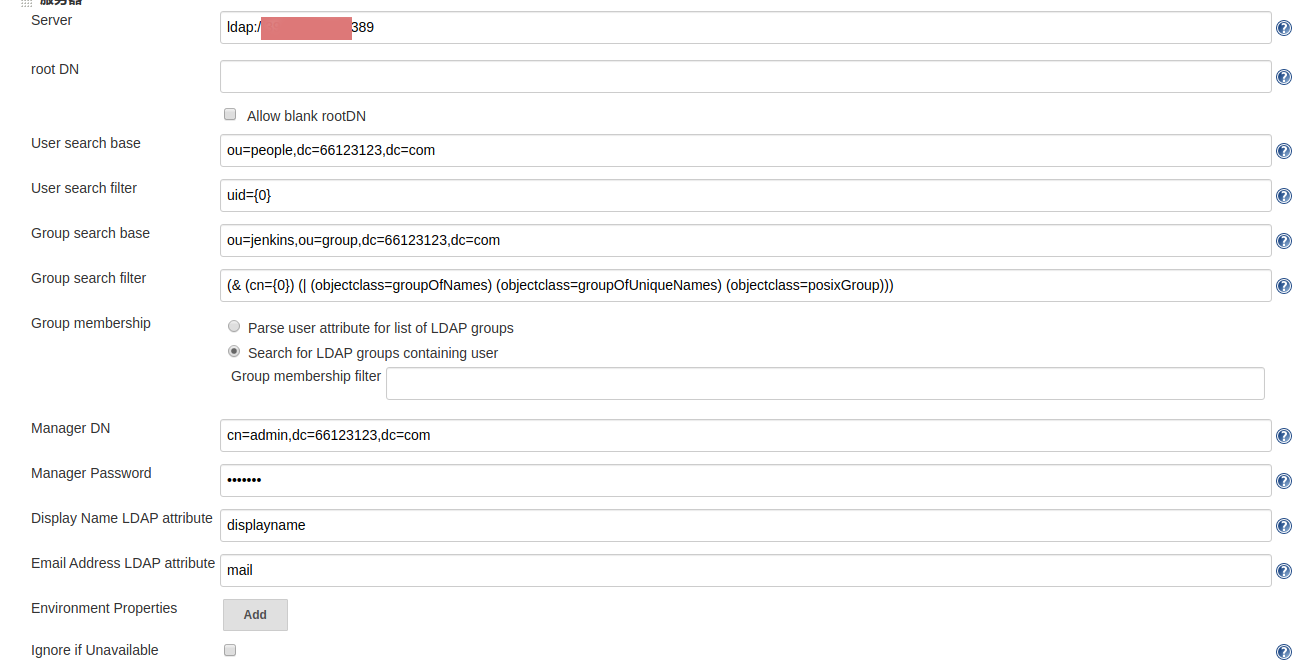 服务器
Server
ldap:/ 389
root DN
Allow blank rootDN
User search base
ou=people,dc=66123123,dc=com
User search filter
uid={0}
Group search base
ou=jenkins,ou=group,dc=66123123,dc=com
Group search filter
(& (cn={0}) (| (objectclass=groupOfNames) (objectclass=groupOfUniqueNames) (objectclass=posixGroup)))
Group membership
Parse user attribute for list of LDAP groups
Search for LDAP groups containing user
Group membership filter
Manager DN
cn=admin,dc=66123123,dc=com
Manager Password
•••••••
Display Name LDAP attribute
displayname
Email Address LDAP attribute
mail
Environment Properties
Add
Ignore if Unavailable